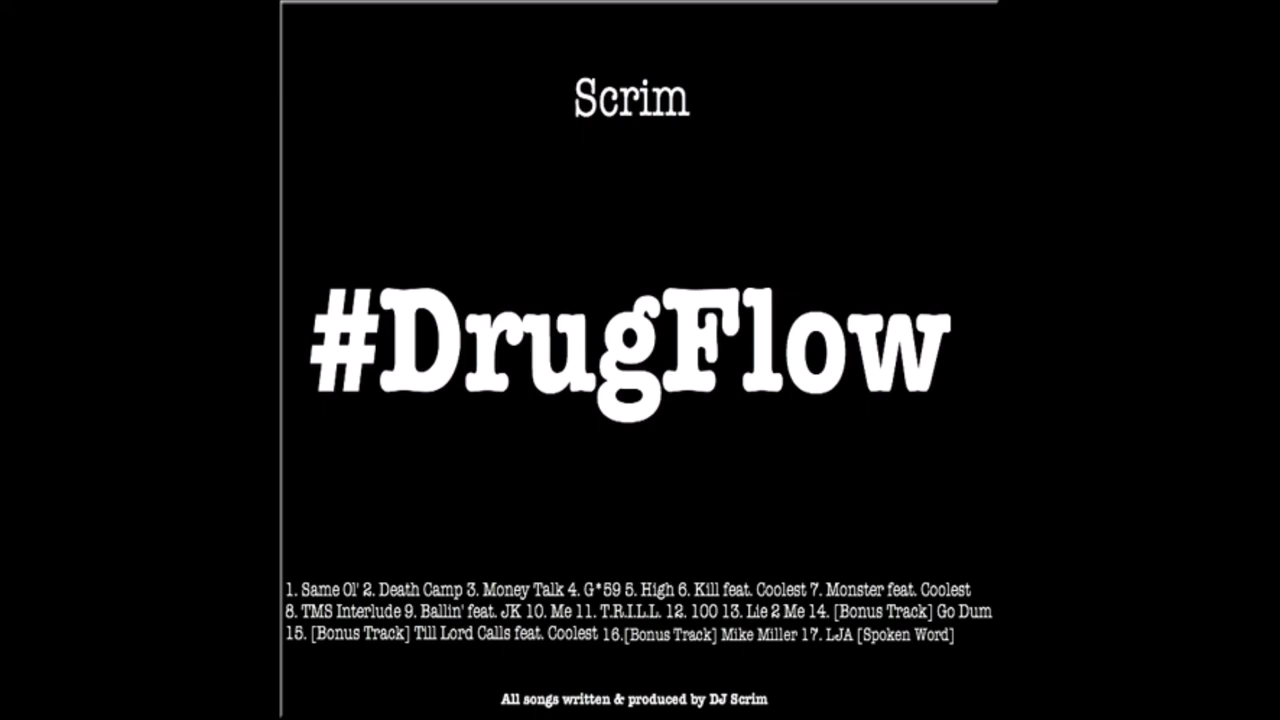 Scrim
#DrugFlow
1. Same Ol' 2. Death Camp 3. Money Talk 4. G*59 5. High 6. Kill feat. Coolest 7. Monster feat. Coolest
8. TMS Interlude 9. Ballin' feat. JK 10. Me 11. T.R.I.L.L. 12. 100 13. Lie 2 Me 14. [Bonus Track] Go Dum
15. [Bonus Track] Till Lord Calls feat. Coolest 16.[Bonus Track] Mike Miller 17. LJA [Spoken Word]
All songs written & produced by DJ Scrim